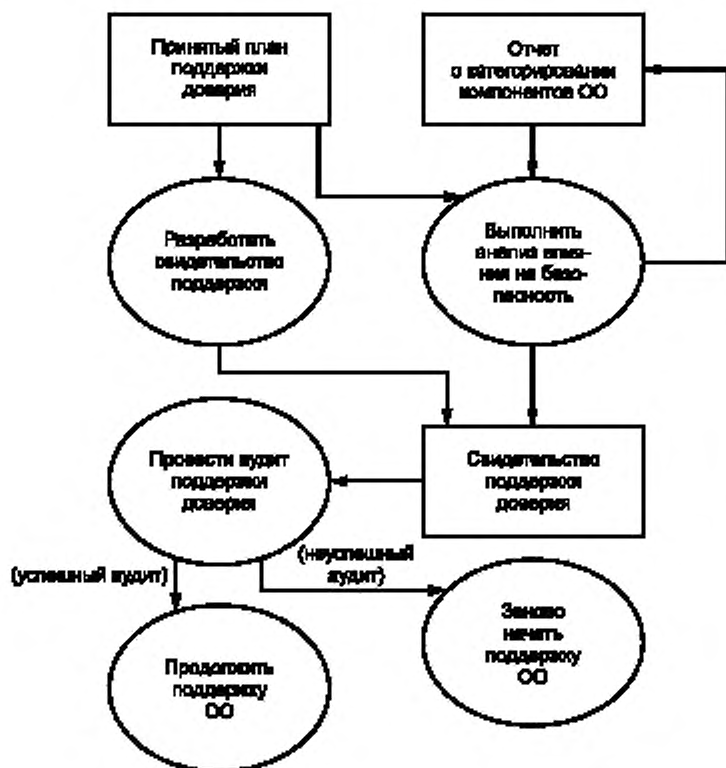 Принятый план
поддержки
доверия
Отчет
о категорировании
компонентов ОО
Разработать
свидетельство
поддержки
Выполнить
анализ влия-
ния на безо-
пасность
Провести аудит
поддержки
доверия
Свидетельство
поддержки
доверия
(успешный аудит)
(неуспешный
аудит)
Продолжить
поддержку
ОО
Заново
начать
поддержку
ОО